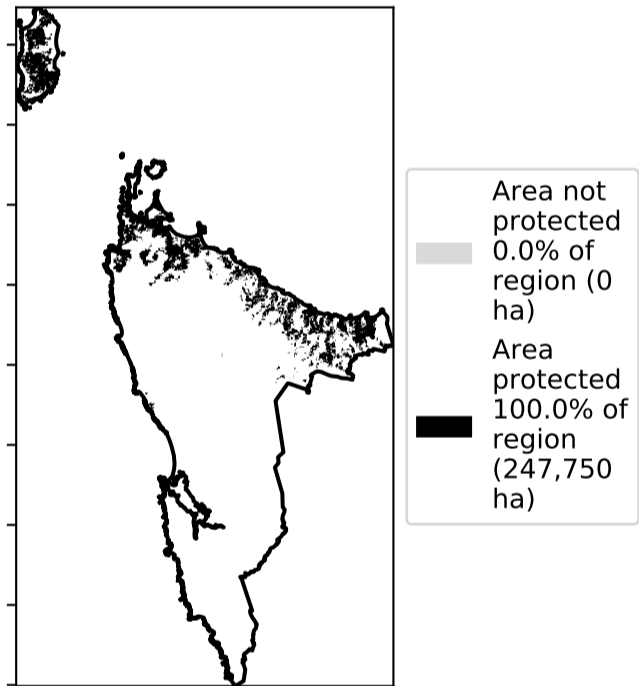 Area not
protected
0.0% of
region (0
ha)
Area
protected
100.0% of
region
(247,750
ha)